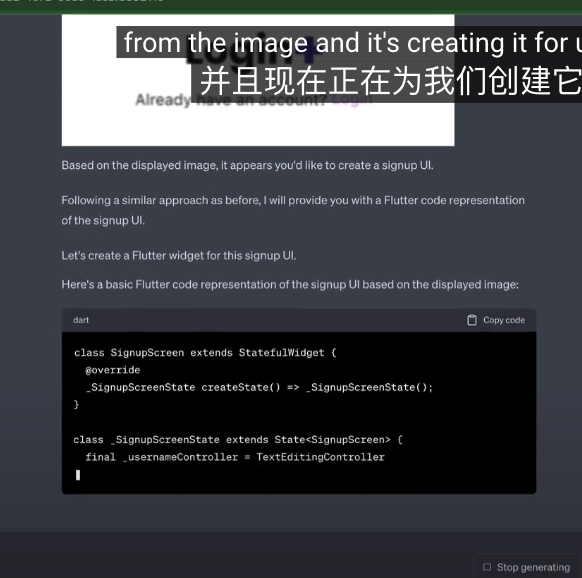 from the image and it's creating it for u
Login+
并且现在正在为我们创建它
Already have an account? Login
Based on the displayed image, it appears you'd like to create a signup UI.
Following a similar approach as before, I will provide you with a Flutter code representation
of the signup UI.
Let's create a Flutter widget for this signup UI.
Here's a basic Flutter code representation of the signup UI based on the displayed image:
dart
Copy code
class SignupScreen extends StatefulWidget {
@override
_SignupScreenState createState() => _SignupScreenState();
}
class _SignupScreenState extends State<SignupScreen> {
final _usernameController = TextEditingController
Stop generating